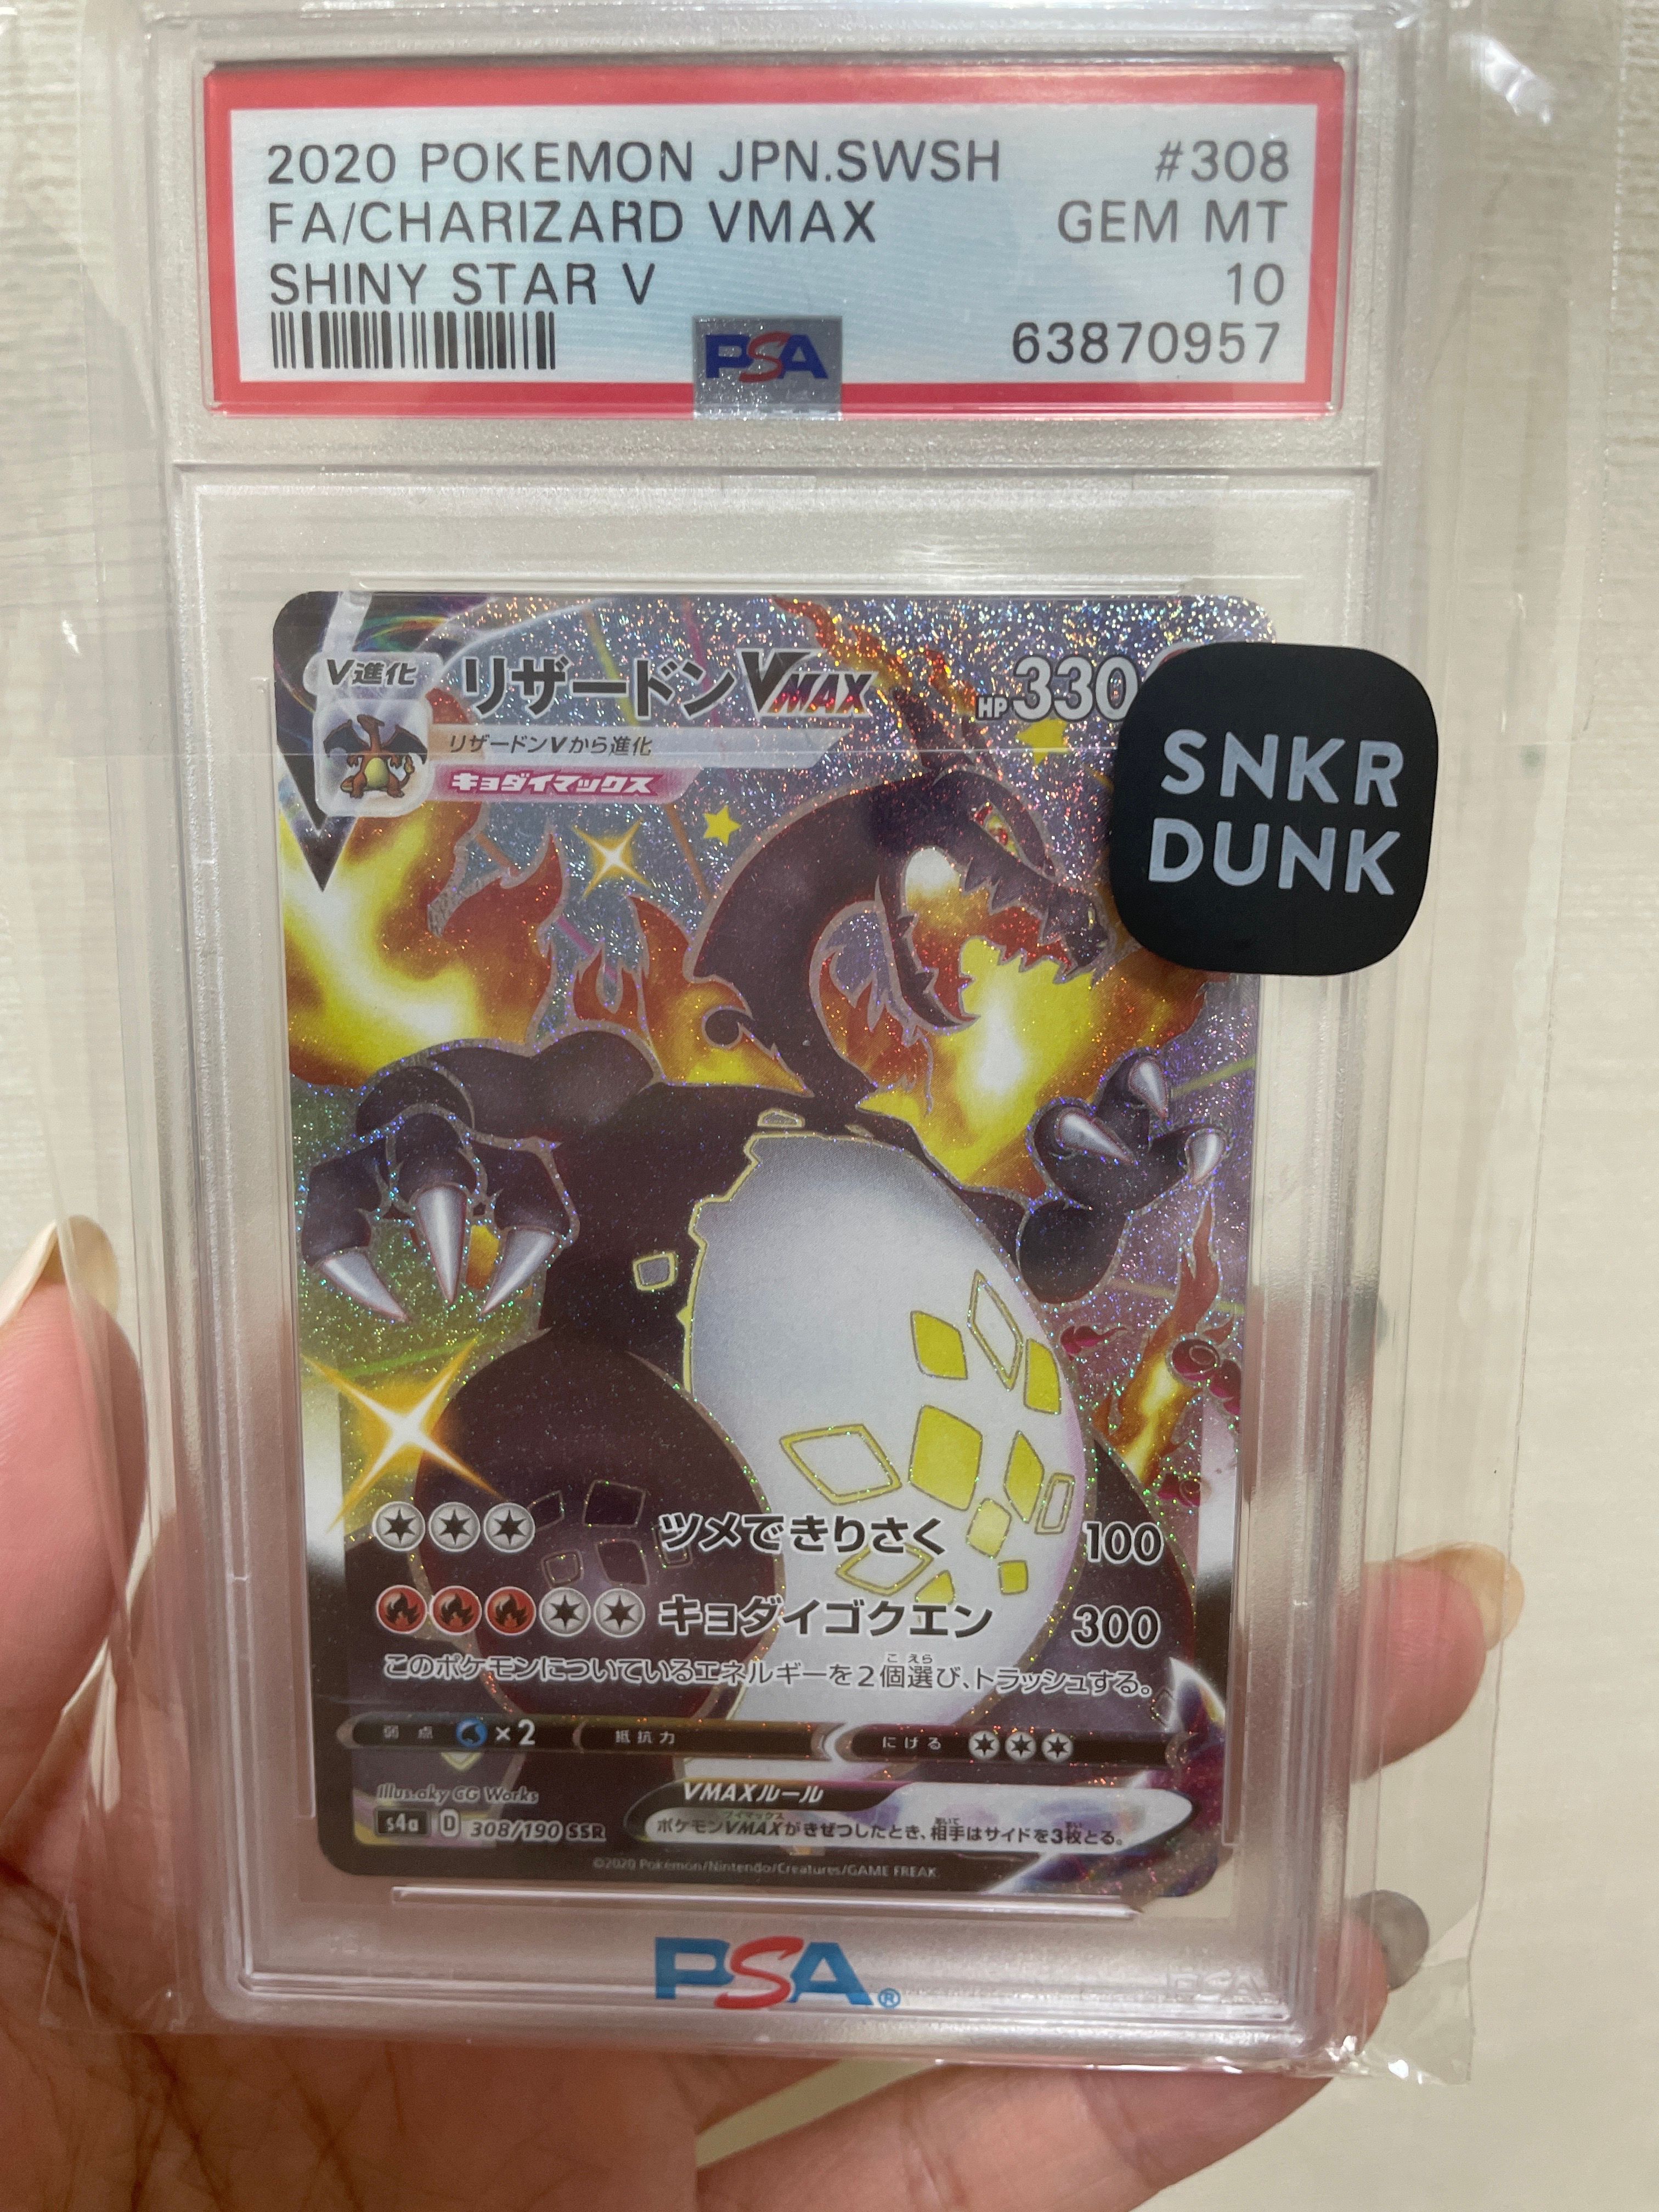 2020 POKEMON JPN.SWSH #308
FA/CHARIZARD VMAX GEM MT
SHINY STAR V 10
PSA 63870957
V進化 リザードンVMAX HP330
リザードンVから進化
キョダイマックス
SNKR
DUNK
ツメできりさく 100
キョダイゴクエン 300
このポケモンについているエネルギーを2個選び、トラッシュする。
弱点 ×2 抵抗力 にげる
illus.aky CG Works
VMAXルール
s4a D 308/190 SSR
ポケモンVMAXがきぜつしたとき、相手はサイドを3枚とる。
©2020 Pokémon/Nintendo/Creatures/GAME FREAK.
PSA®